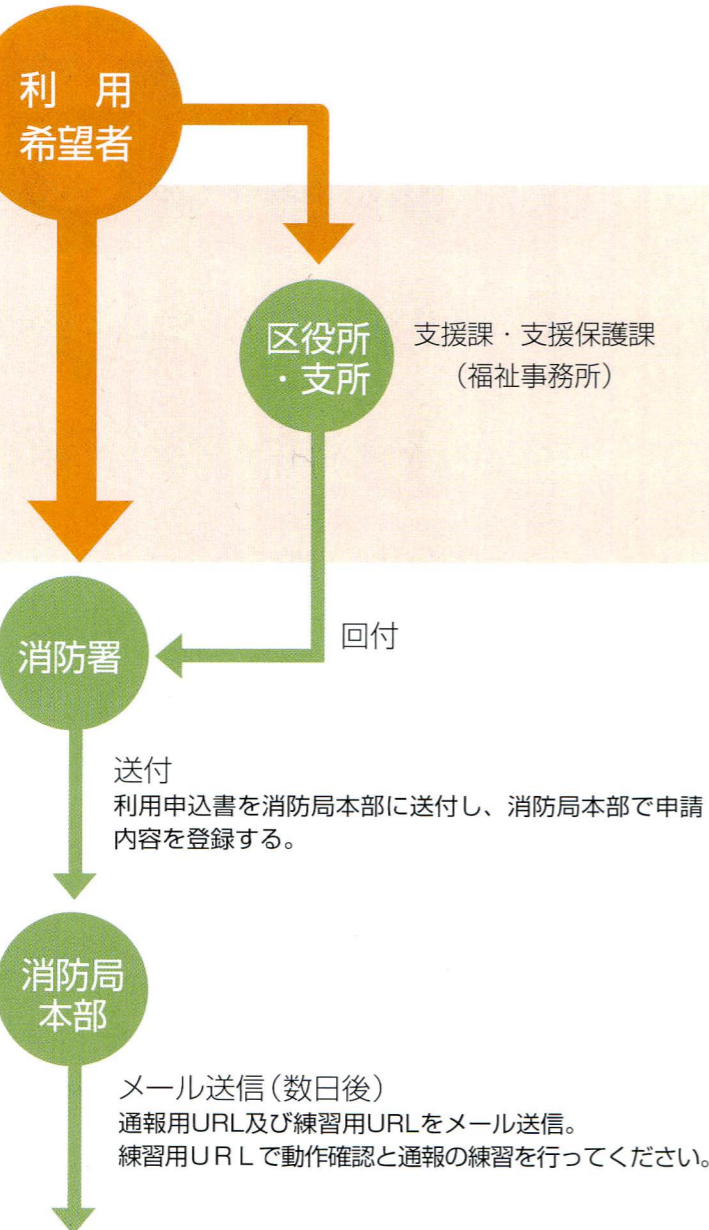 利 用
希望者
区役所
・支所
支援課・支援保護課
(福祉事務所)
消防署
回付
送付
利用申込書を消防局本部に送付し、消防局本部で申請
内容を登録する。
消防局
本部
メール送信(数日後)
通報用URL及び練習用URLをメール送信。
練習用URLで動作確認と通報の練習を行ってください。